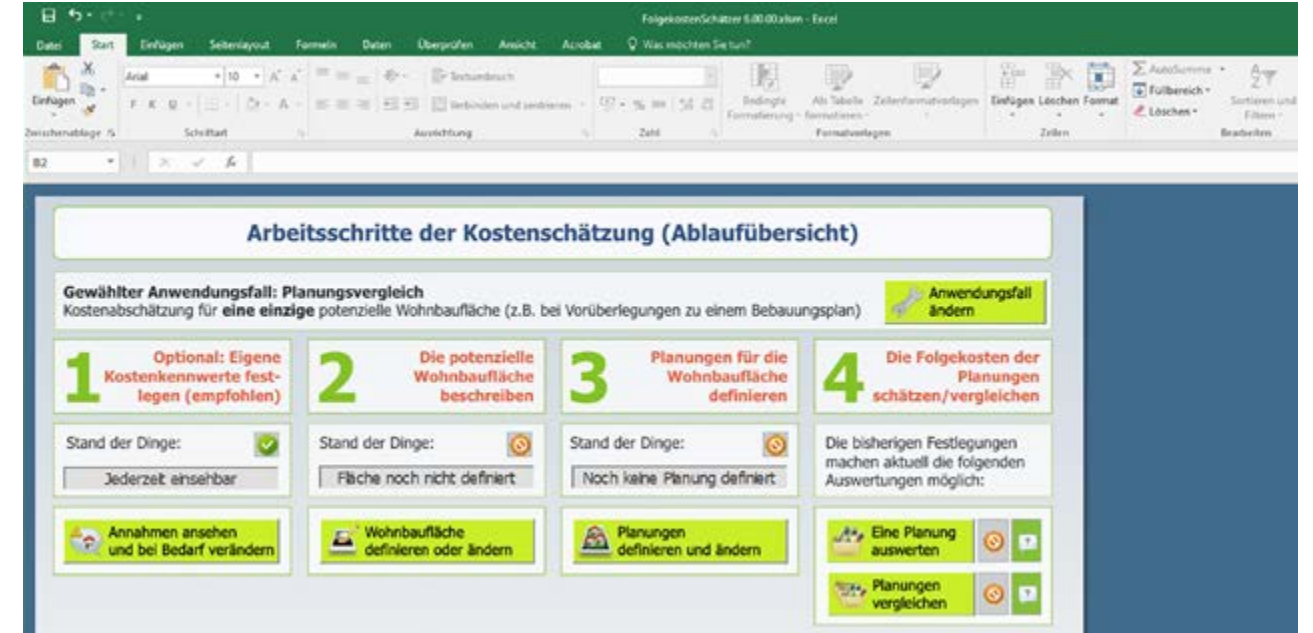 FolgekostenSchätzer 6.00.00.xlsm - Excel
Datei Start Einfügen Seitenlayout Formeln Daten Überprüfen Ansicht Acrobat Was möchten Sie tun?
Arial 10 Textumbruch AutoSumme
Füllbereich
Einfügen F K U Verbinden und zentrieren Bedingte Als Tabelle Zellenformatvorlagen Einfügen Löschen Format Löschen Sortieren und
Formatierung formatieren Filtern
Zwischenablage Schriftart Ausrichtung Zahl Formatvorlagen Zellen Bearbeiten
B2
Arbeitsschritte der Kostenschätzung (Ablaufübersicht)
Gewählter Anwendungsfall: Planungsvergleich
Kostenabschätzung für eine einzige potenzielle Wohnbaufläche (z.B. bei Vorüberlegungen zu einem Bebauungsplan)
Anwendungsfall
ändern
1
Optional: Eigene
Kostenkennwerte fest-
legen (empfohlen)
2
Die potenzielle
Wohnbaufläche
beschreiben
3
Planungen für die
Wohnbaufläche
definieren
4
Die Folgekosten der
Planungen
schätzen/vergleichen
Stand der Dinge:
Jederzeit einsehbar
Stand der Dinge:
Fläche noch nicht definiert
Stand der Dinge:
Noch keine Planung definiert
Die bisherigen Festlegungen
machen aktuell die folgenden
Auswertungen möglich:
Annahmen ansehen
und bei Bedarf verändern
Wohnbaufläche
definieren oder ändern
Planungen
definieren und ändern
Eine Planung
auswerten
?
Planungen
vergleichen
?